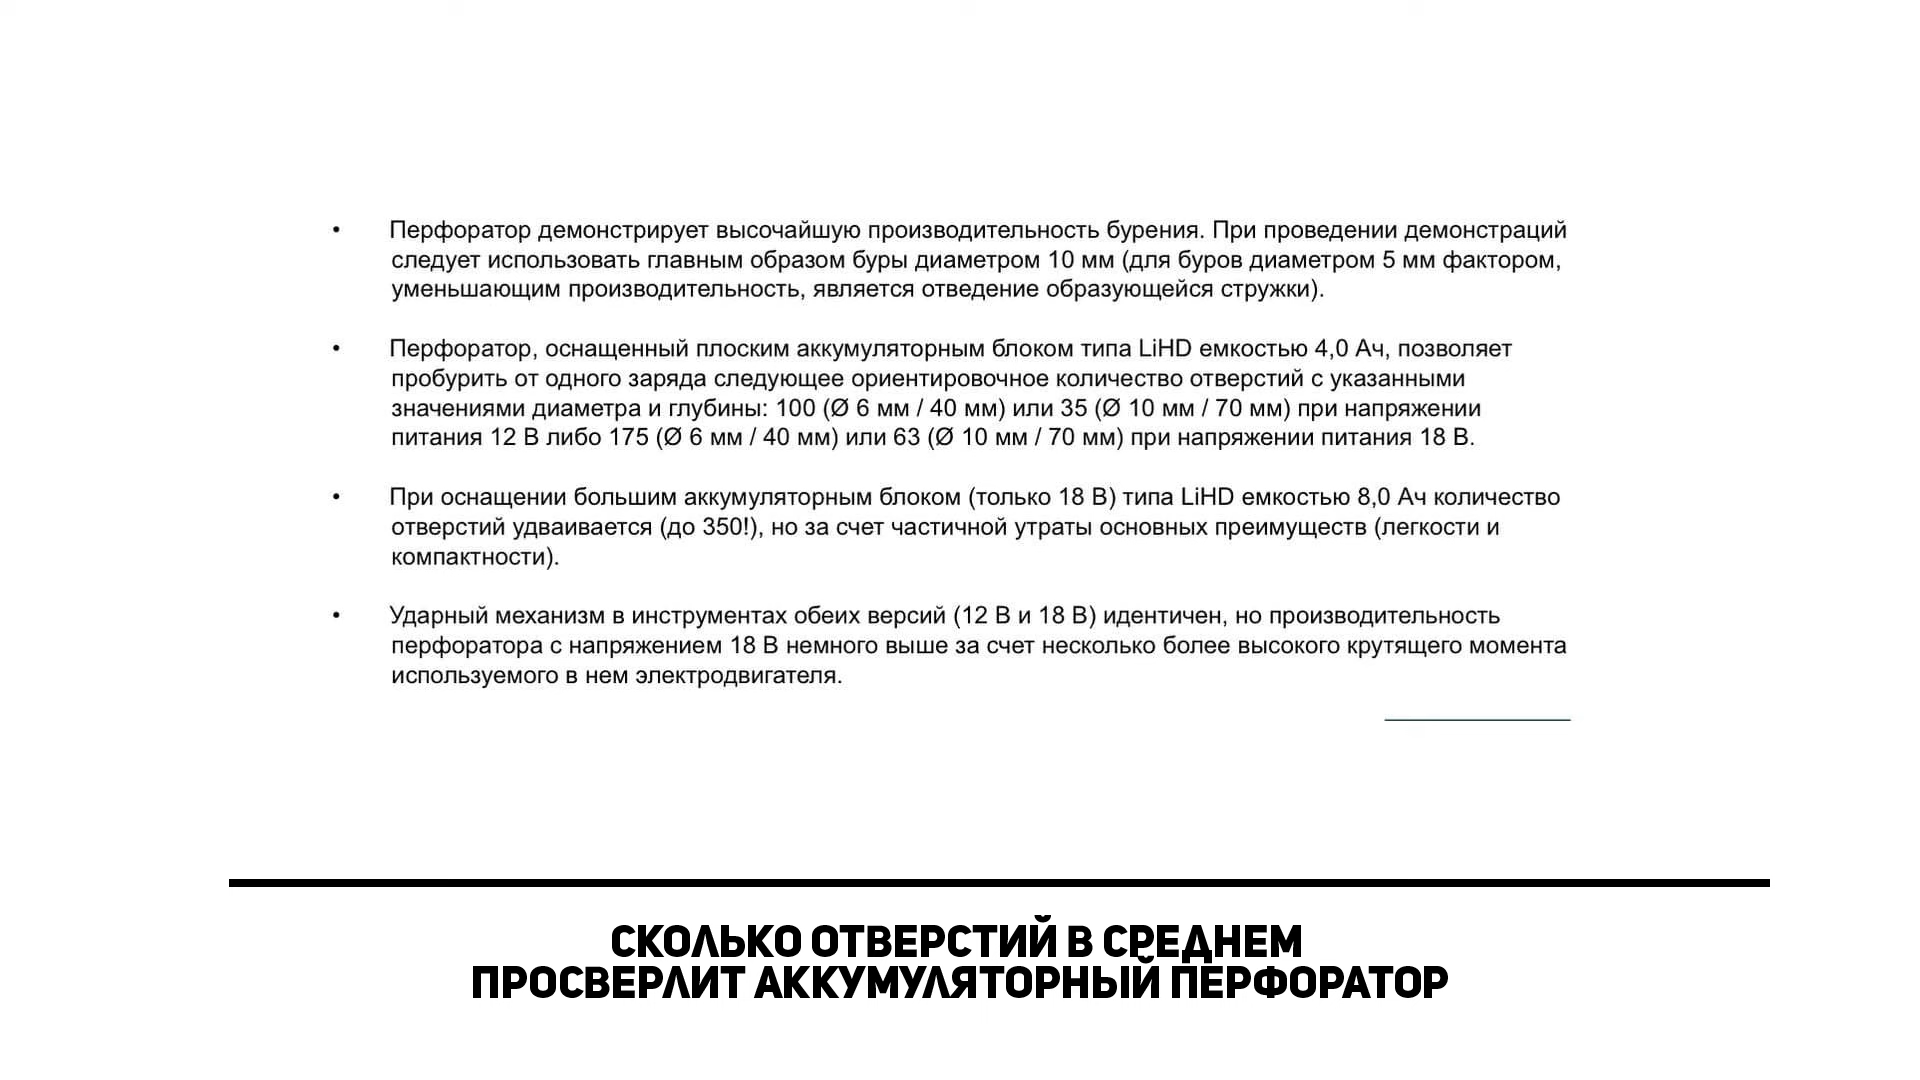 • Перфоратор демонстрирует высочайшую производительность бурения. При проведении демонстраций
следует использовать главным образом буры диаметром 10 мм (для буров диаметром 5 мм фактором,
уменьшающим производительность, является отведение образующейся стружки).
• Перфоратор, оснащенный плоским аккумуляторным блоком типа LiHD емкостью 4,0 Ач, позволяет
пробурить от одного заряда следующее ориентировочное количество отверстий с указанными
значениями диаметра и глубины: 100 (Ø 6 мм / 40 мм) или 35 (Ø 10 мм / 70 мм) при напряжении
питания 12 В либо 175 (Ø 6 мм / 40 мм) или 63 (Ø 10 мм / 70 мм) при напряжении питания 18 В.
• При оснащении большим аккумуляторным блоком (только 18 В) типа LiHD емкостью 8,0 Ач количество
отверстий удваивается (до 350!), но за счет частичной утраты основных преимуществ (легкости и
компактности).
• Ударный механизм в инструментах обеих версий (12 В и 18 В) идентичен, но производительность
перфоратора с напряжением 18 В немного выше за счет несколько более высокого крутящего момента
используемого в нем электродвигателя.
СКОЛЬКО ОТВЕРСТИЙ В СРЕДНЕМ
ПРОСВЕРЛИТ АККУМУЛЯТОРНЫЙ ПЕРФОРАТОР